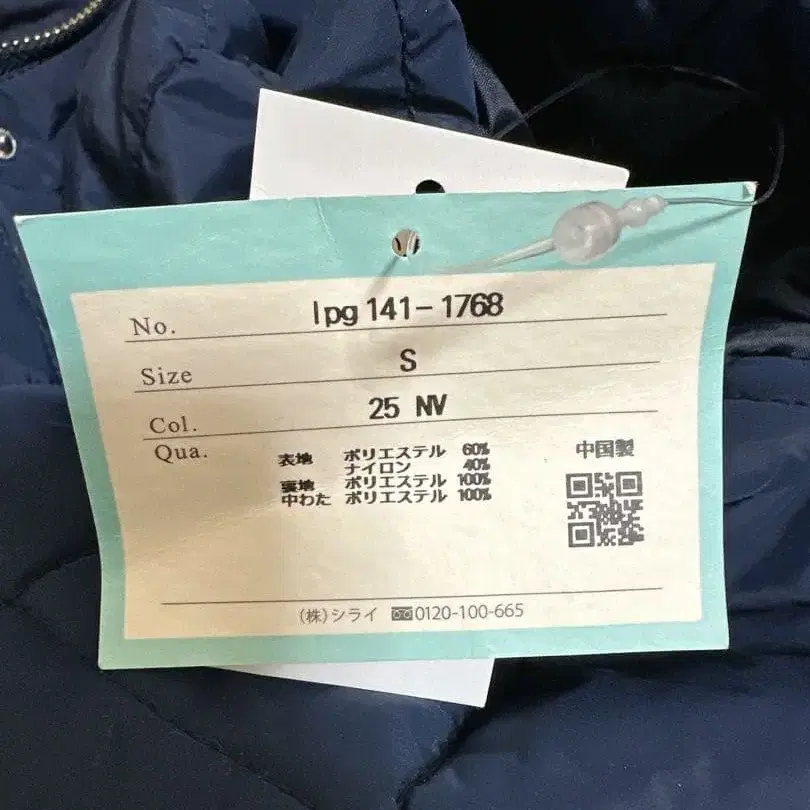 No. lpg 141-1768
Size S
Col. 25 NV
Qua. 表地 ポリエステル 60%
ナイロン 40%
裏地 ポリエステル 100%
中わた ポリエステル 100%
中国製
(株)シライ 0120-100-665